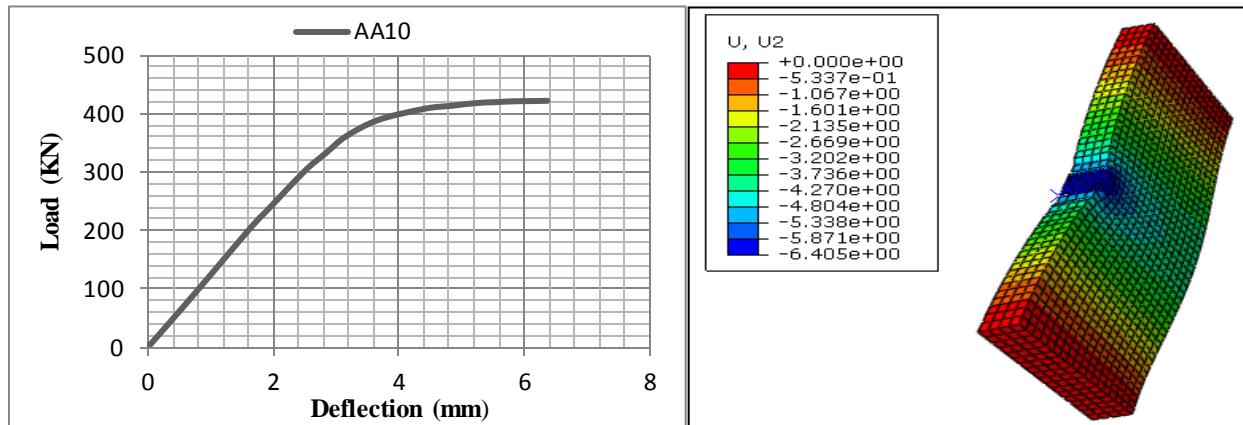 AA10
500
400
300
200
100
0
0 2 4 6 8
Load (KN)
Deflection (mm)
U, U2
+0.000e+00
-5.337e-01
-1.067e+00
-1.601e+00
-2.135e+00
-2.669e+00
-3.202e+00
-3.736e+00
-4.270e+00
-4.804e+00
-5.338e+00
-5.871e+00
-6.405e+00